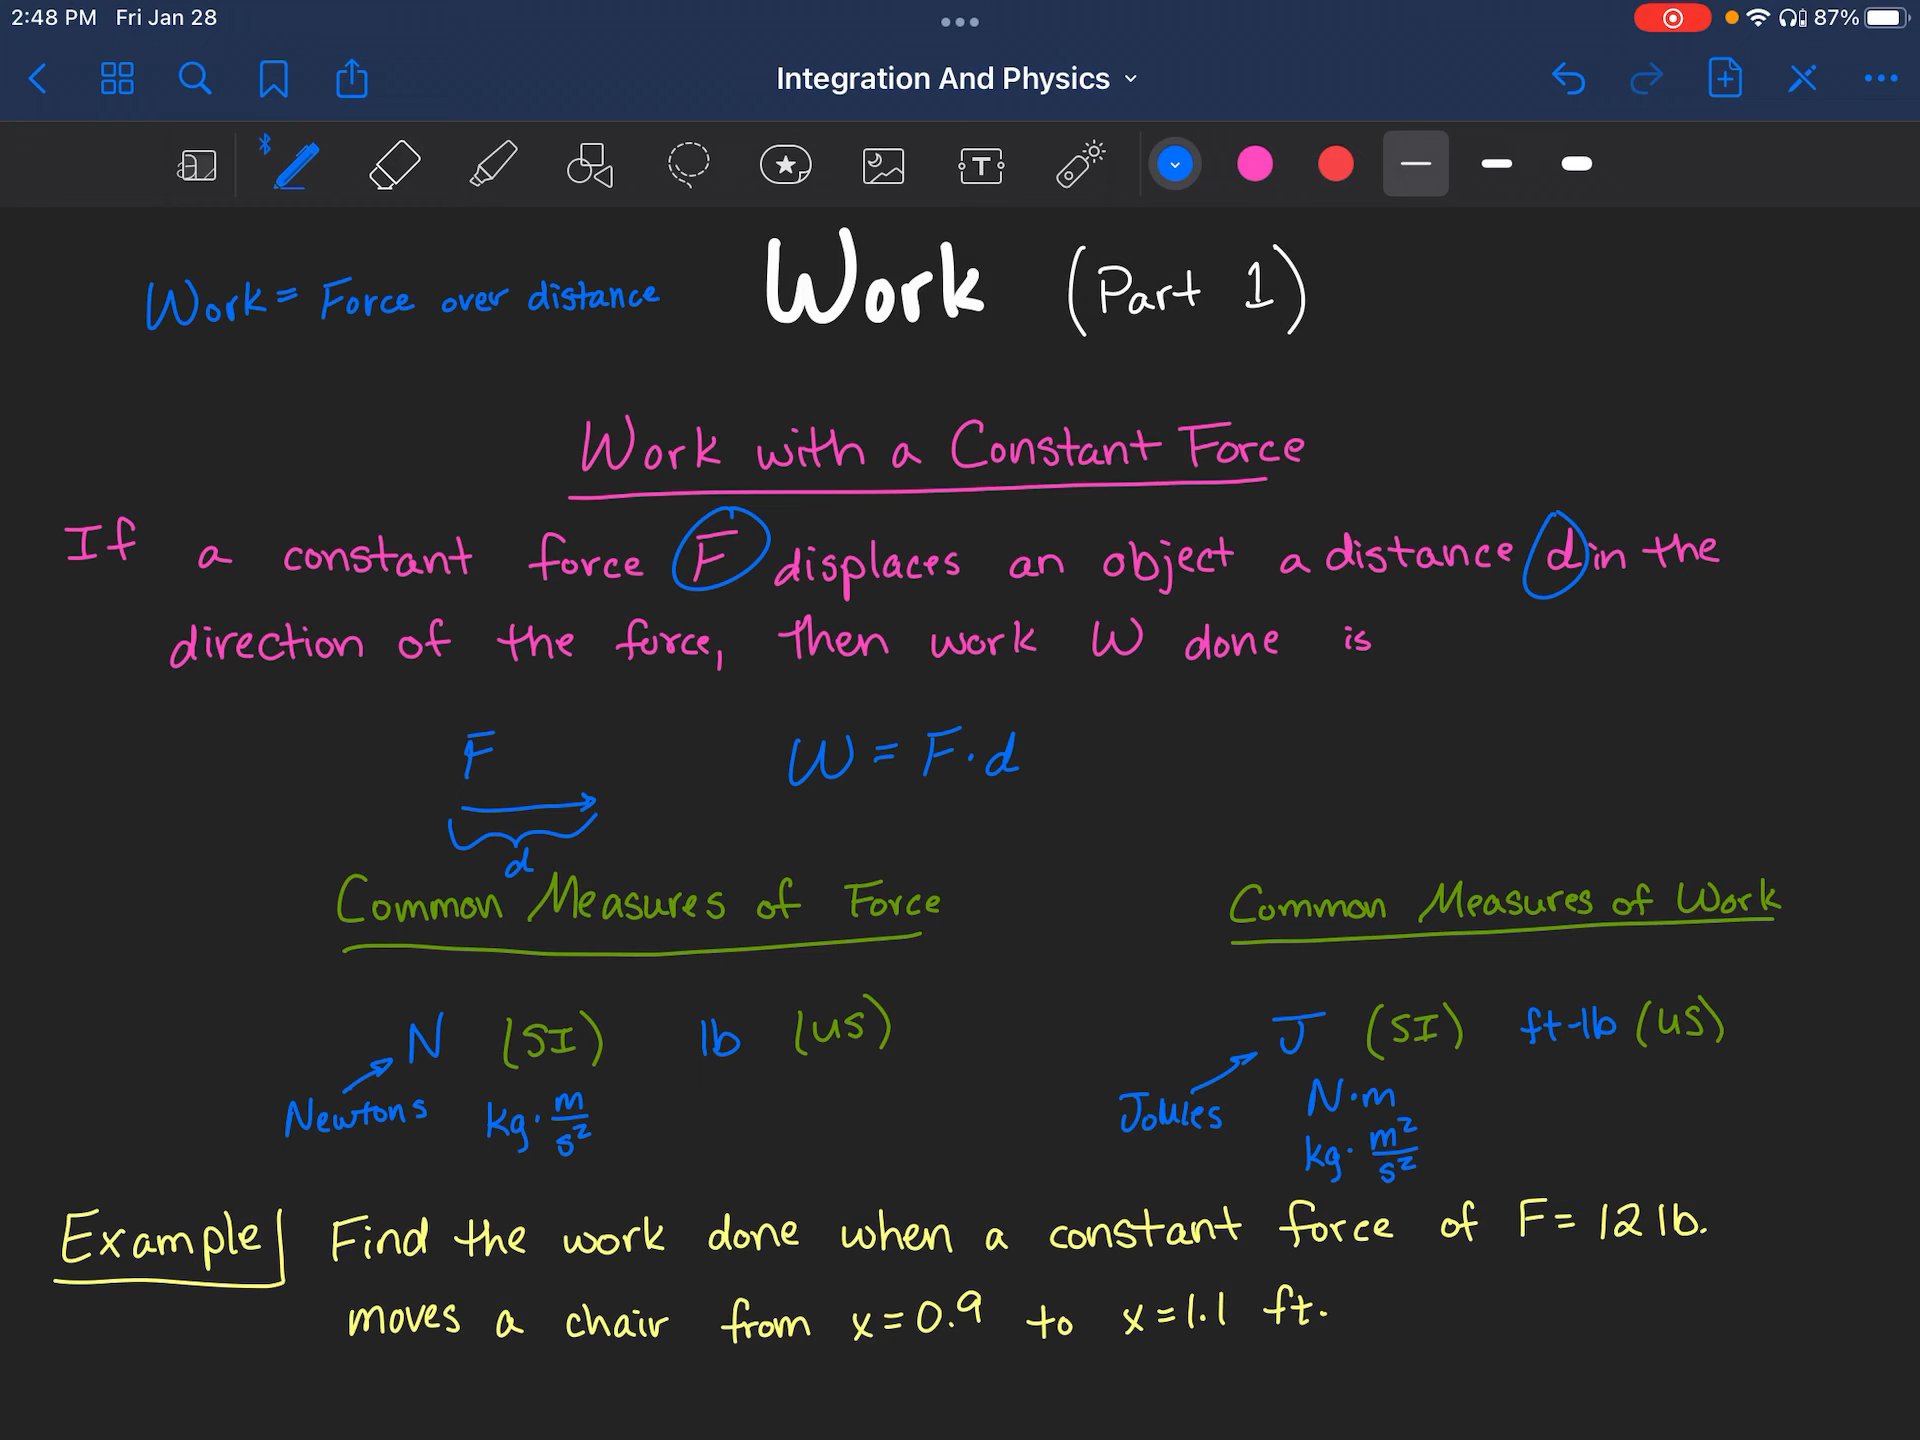 2:48 PM Fri Jan 28
87%
Integration And Physics
T
Work = Force over distance
Work (Part 1)
Work with a Constant Force
If a constant force F displaces an object a distance d in the
direction of the force, then work W done is
F
W = F · d
d
Common Measures of Force
Common Measures of Work
N (SI) lb (US)
J (SI) ft-lb (US)
Newtons kg · m/s²
Joules N·m
kg · m²/s²
Example Find the work done when a constant force of F = 12 lb.
moves a chair from x = 0.9 to x = 1.1 ft.